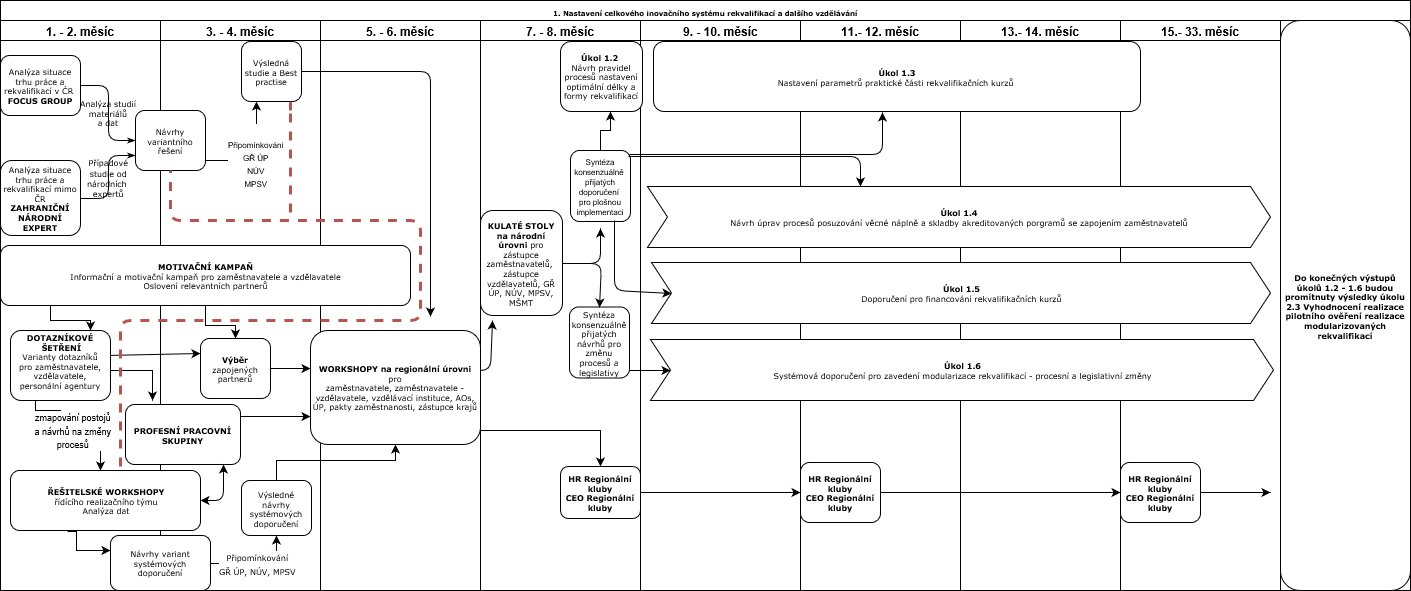 1. Nastavení celkového inovačního systému rekvalifikací a dalšího vzdělávání
1. - 2. měsíc
3. - 4. měsíc
5. - 6. měsíc
7. - 8. měsíc
9. - 10. měsíc
11.- 12. měsíc
13.- 14. měsíc
15.- 33. měsíc
Analýza situace
trhu práce a
rekvalifikací v ČR
FOCUS GROUP
Analýza studií
materiálů
a dat
Analýza situace
trhu práce a
rekvalifikací mimo
ČR
ZAHRANIČNÍ
NÁRODNÍ
EXPERT
Případové
studie od
národních
expertů
Návrhy
variantního
řešení
Výsledná
studie a Best
practise
Připomínkování
GŘ ÚP
NÚV
MPSV
MOTIVAČNÍ KAMPAŇ
Informační a motivační kampaň pro zaměstnavatele a vzdělavatele
Oslovení relevantních partnerů
DOTAZNÍKOVÉ
ŠETŘENÍ
Varianty dotazníků
pro zaměstnavatele,
vzdělavatele,
personální agentury
zmapování postojů
a návrhů na změny
procesů
Výběr
zapojených
partnerů
PROFESNÍ PRACOVNÍ
SKUPINY
ŘEŠITELSKÉ WORKSHOPY
řídícího realizačního týmu
Analýza dat
Návrhy variant
systémových
doporučení
Připomínkování
GŘ ÚP, NÚV, MPSV
Výsledné
návrhy
systémových
doporučení
WORKSHOPY na regionální úrovni
pro
zaměstnavatele, zaměstnavatele -
vzdělavatele, vzdělávací instituce, AOs,
ÚP, pakty zaměstnanosti, zástupce krajů
KULATÉ STOLY
na národní
úrovni pro
zástupce
zaměstnavatelů,
zástupce
vzdělavatelů, GŘ
ÚP, NÚV, MPSV,
MŠMT
Úkol 1.2
Návrh pravidel
procesů nastavení
optimální délky a
formy rekvalifikací
Syntéza
konsenzuálně
přijatých
doporučení
pro plošnou
implementaci
Syntéza
konsenzuálně
přijatých
návrhů pro
změnu
procesů a
legislativy
Úkol 1.3
Nastavení parametrů praktické části rekvalifikačních kurzů
Úkol 1.4
Návrh úprav procesů posuzování věcné náplně a skladby akreditovaných porgramů se zapojením zaměstnavatelů
Úkol 1.5
Doporučení pro financování rekvalifikačních kurzů
Úkol 1.6
Systémová doporučení pro zavedení modularizace rekvalifikací - procesní a legislativní změny
HR Regionální
kluby
CEO Regionální
kluby
HR Regionální
kluby
CEO Regionální
kluby
HR Regionální
kluby
CEO Regionální
kluby
Do konečných výstupů
úkolů 1.2 - 1.6 budou
promítnuty výsledky úkolu
2.3 Vyhodnocení realizace
pilotního ověření realizace
modularizovaných
rekvalifikací